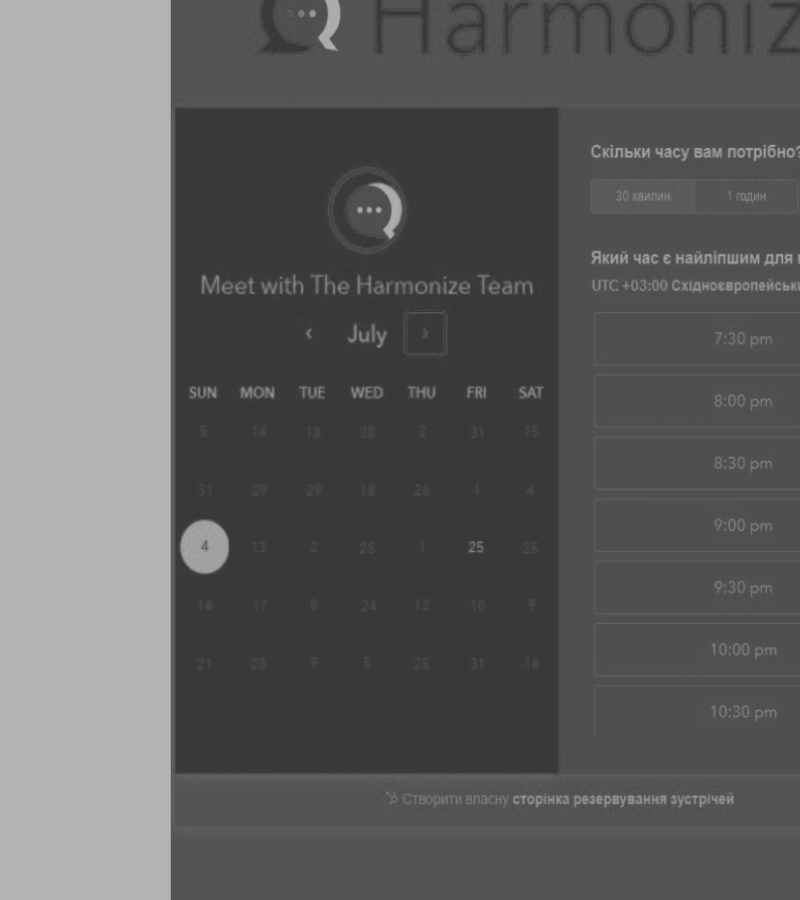 Harmoniz
Meet with The Harmonize Team
July
SUN MON TUE WED THU FRI SAT
5 14 18 28 2 31 15
31 29 29 18 26 1 4
4 13 2 25 1 25 25
14 17 8 24 12 10 9
21 28 9 5 25 31 16
Скільки часу вам потрібно?
30 хвилин 1 годин
Який час є найліпшим для
UTC +03:00 Східноєвропейськ
7:30 pm
8:00 pm
8:30 pm
9:00 pm
9:30 pm
10:00 pm
10:30 pm
Створити власну сторінка резервування зустрічей